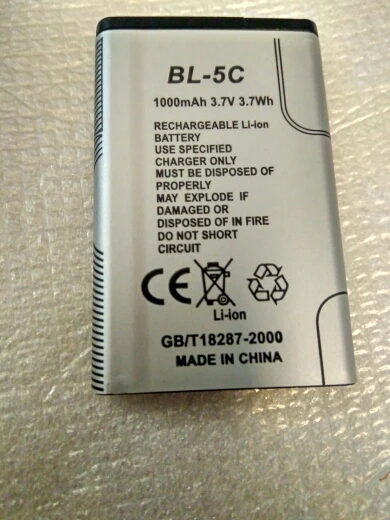 BL-5C
1000mAh 3.7V 3.7Wh
RECHARGEABLE Li-ion
BATTERY
USE SPECIFIED
CHARGER ONLY
MUST BE DISPOSED OF
PROPERLY
MAY EXPLODE IF
DAMAGED OR
DISPOSED OF IN FIRE
DO NOT SHORT
CIRCUIT
CE
Li-ion
GB/T18287-2000
MADE IN CHINA